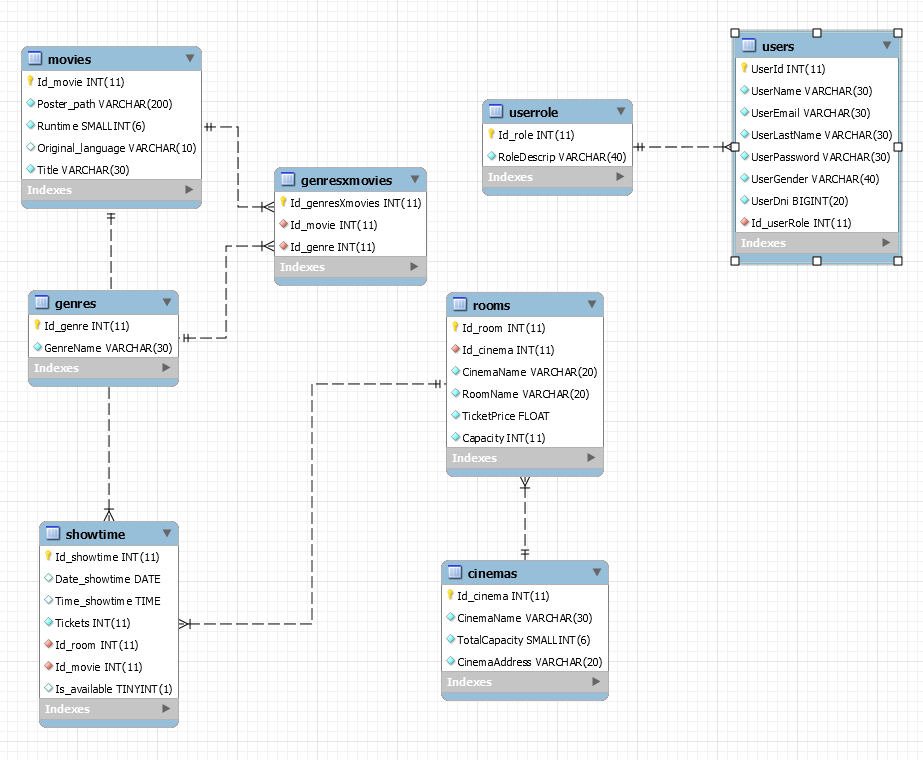 movies
Id_movie INT(11)
Poster_path VARCHAR(200)
Runtime SMALLINT(6)
Original_language VARCHAR(10)
Title VARCHAR(30)
Indexes
genresxmovies
Id_genresXmovies INT(11)
Id_movie INT(11)
Id_genre INT(11)
Indexes
userrole
Id_role INT(11)
RoleDescrip VARCHAR(40)
Indexes
users
UserId INT(11)
UserName VARCHAR(30)
UserEmail VARCHAR(30)
UserLastName VARCHAR(30)
UserPassword VARCHAR(30)
UserGender VARCHAR(40)
UserDni BIGINT(20)
Id_userRole INT(11)
Indexes
genres
Id_genre INT(11)
GenreName VARCHAR(30)
Indexes
rooms
Id_room INT(11)
Id_cinema INT(11)
CinemaName VARCHAR(20)
RoomName VARCHAR(20)
TicketPrice FLOAT
Capacity INT(11)
Indexes
showtime
Id_showtime INT(11)
Date_showtime DATE
Time_showtime TIME
Tickets INT(11)
Id_room INT(11)
Id_movie INT(11)
Is_available TINYINT(1)
Indexes
cinemas
Id_cinema INT(11)
CinemaName VARCHAR(30)
TotalCapacity SMALLINT(6)
CinemaAddress VARCHAR(20)
Indexes